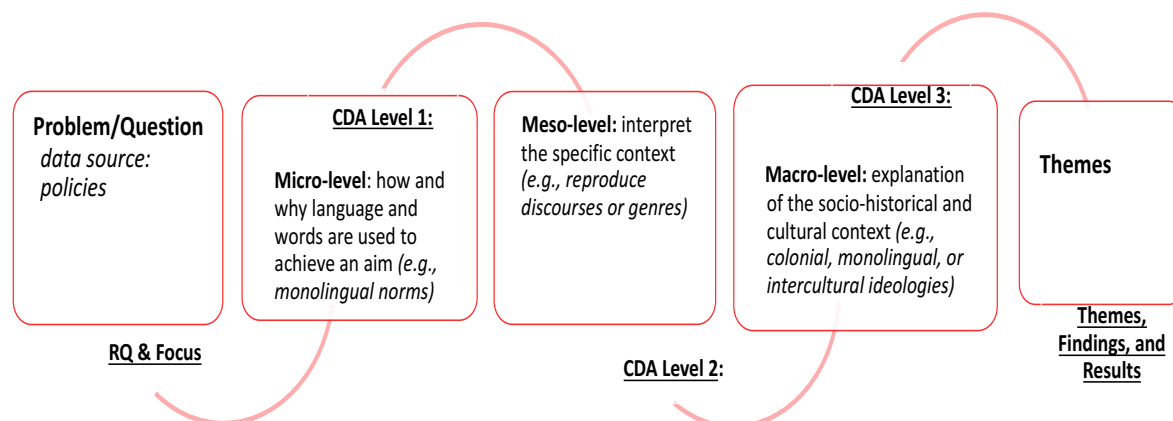 Problem/Question
data source:
policies
RQ & Focus
CDA Level 1:
Micro-level: how and
why language and
words are used to
achieve an aim (e.g.,
monolingual norms)
Meso-level: interpret
the specific context
(e.g., reproduce
discourses or genres)
CDA Level 2:
CDA Level 3:
Macro-level: explanation
of the socio-historical and
cultural context (e.g.,
colonial, monolingual, or
intercultural ideologies)
Themes
Themes,
Findings, and
Results